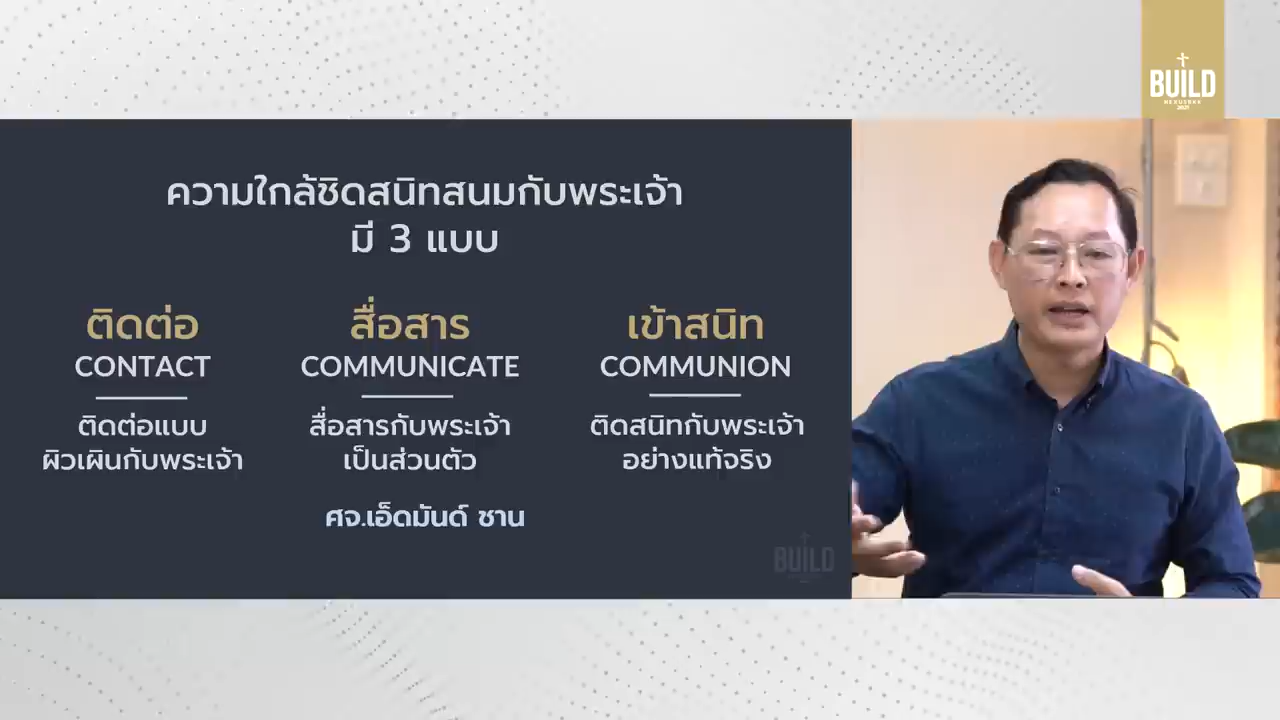 BUILD
NEXUSBKK
2021
ความใกล้ชิดสนิทสนมกับพระเจ้า
มี 3 แบบ
ติดต่อ
CONTACT
ติดต่อแบบ
ผิวเผินกับพระเจ้า
สื่อสาร
COMMUNICATE
สื่อสารกับพระเจ้า
เป็นส่วนตัว
เข้าสนิท
COMMUNION
ติดสนิทกับพระเจ้า
อย่างแท้จริง
ศจ.เอ็ดมันด์ ชาน
BUILD